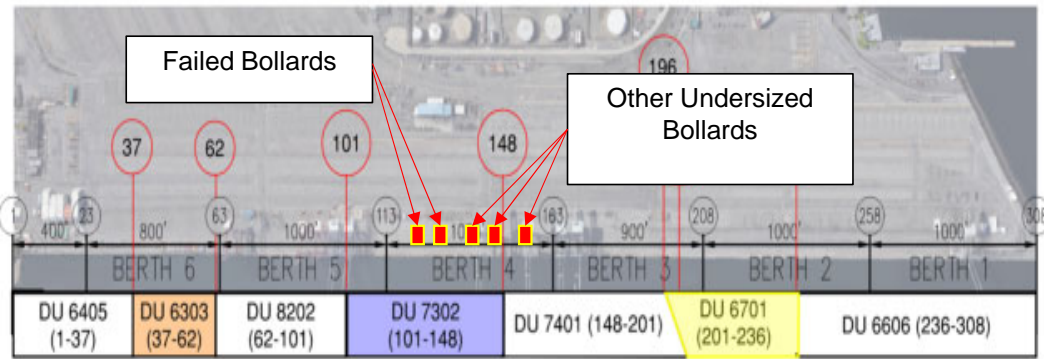 Failed Bollards
196
Other Undersized
Bollards
37
62
101
148
1
23
63
113
163
208
258
308
400'
800'
1000'
900'
1000'
1000'
BERTH 6
BERTH 5
BERTH 4
BERTH 3
BERTH 2
BERTH 1
DU 6405
(1-37)
DU 6303
(37-62)
DU 8202
(62-101)
DU 7302
(101-148)
DU 7401 (148-201)
DU 6701
(201-236)
DU 6606 (236-308)